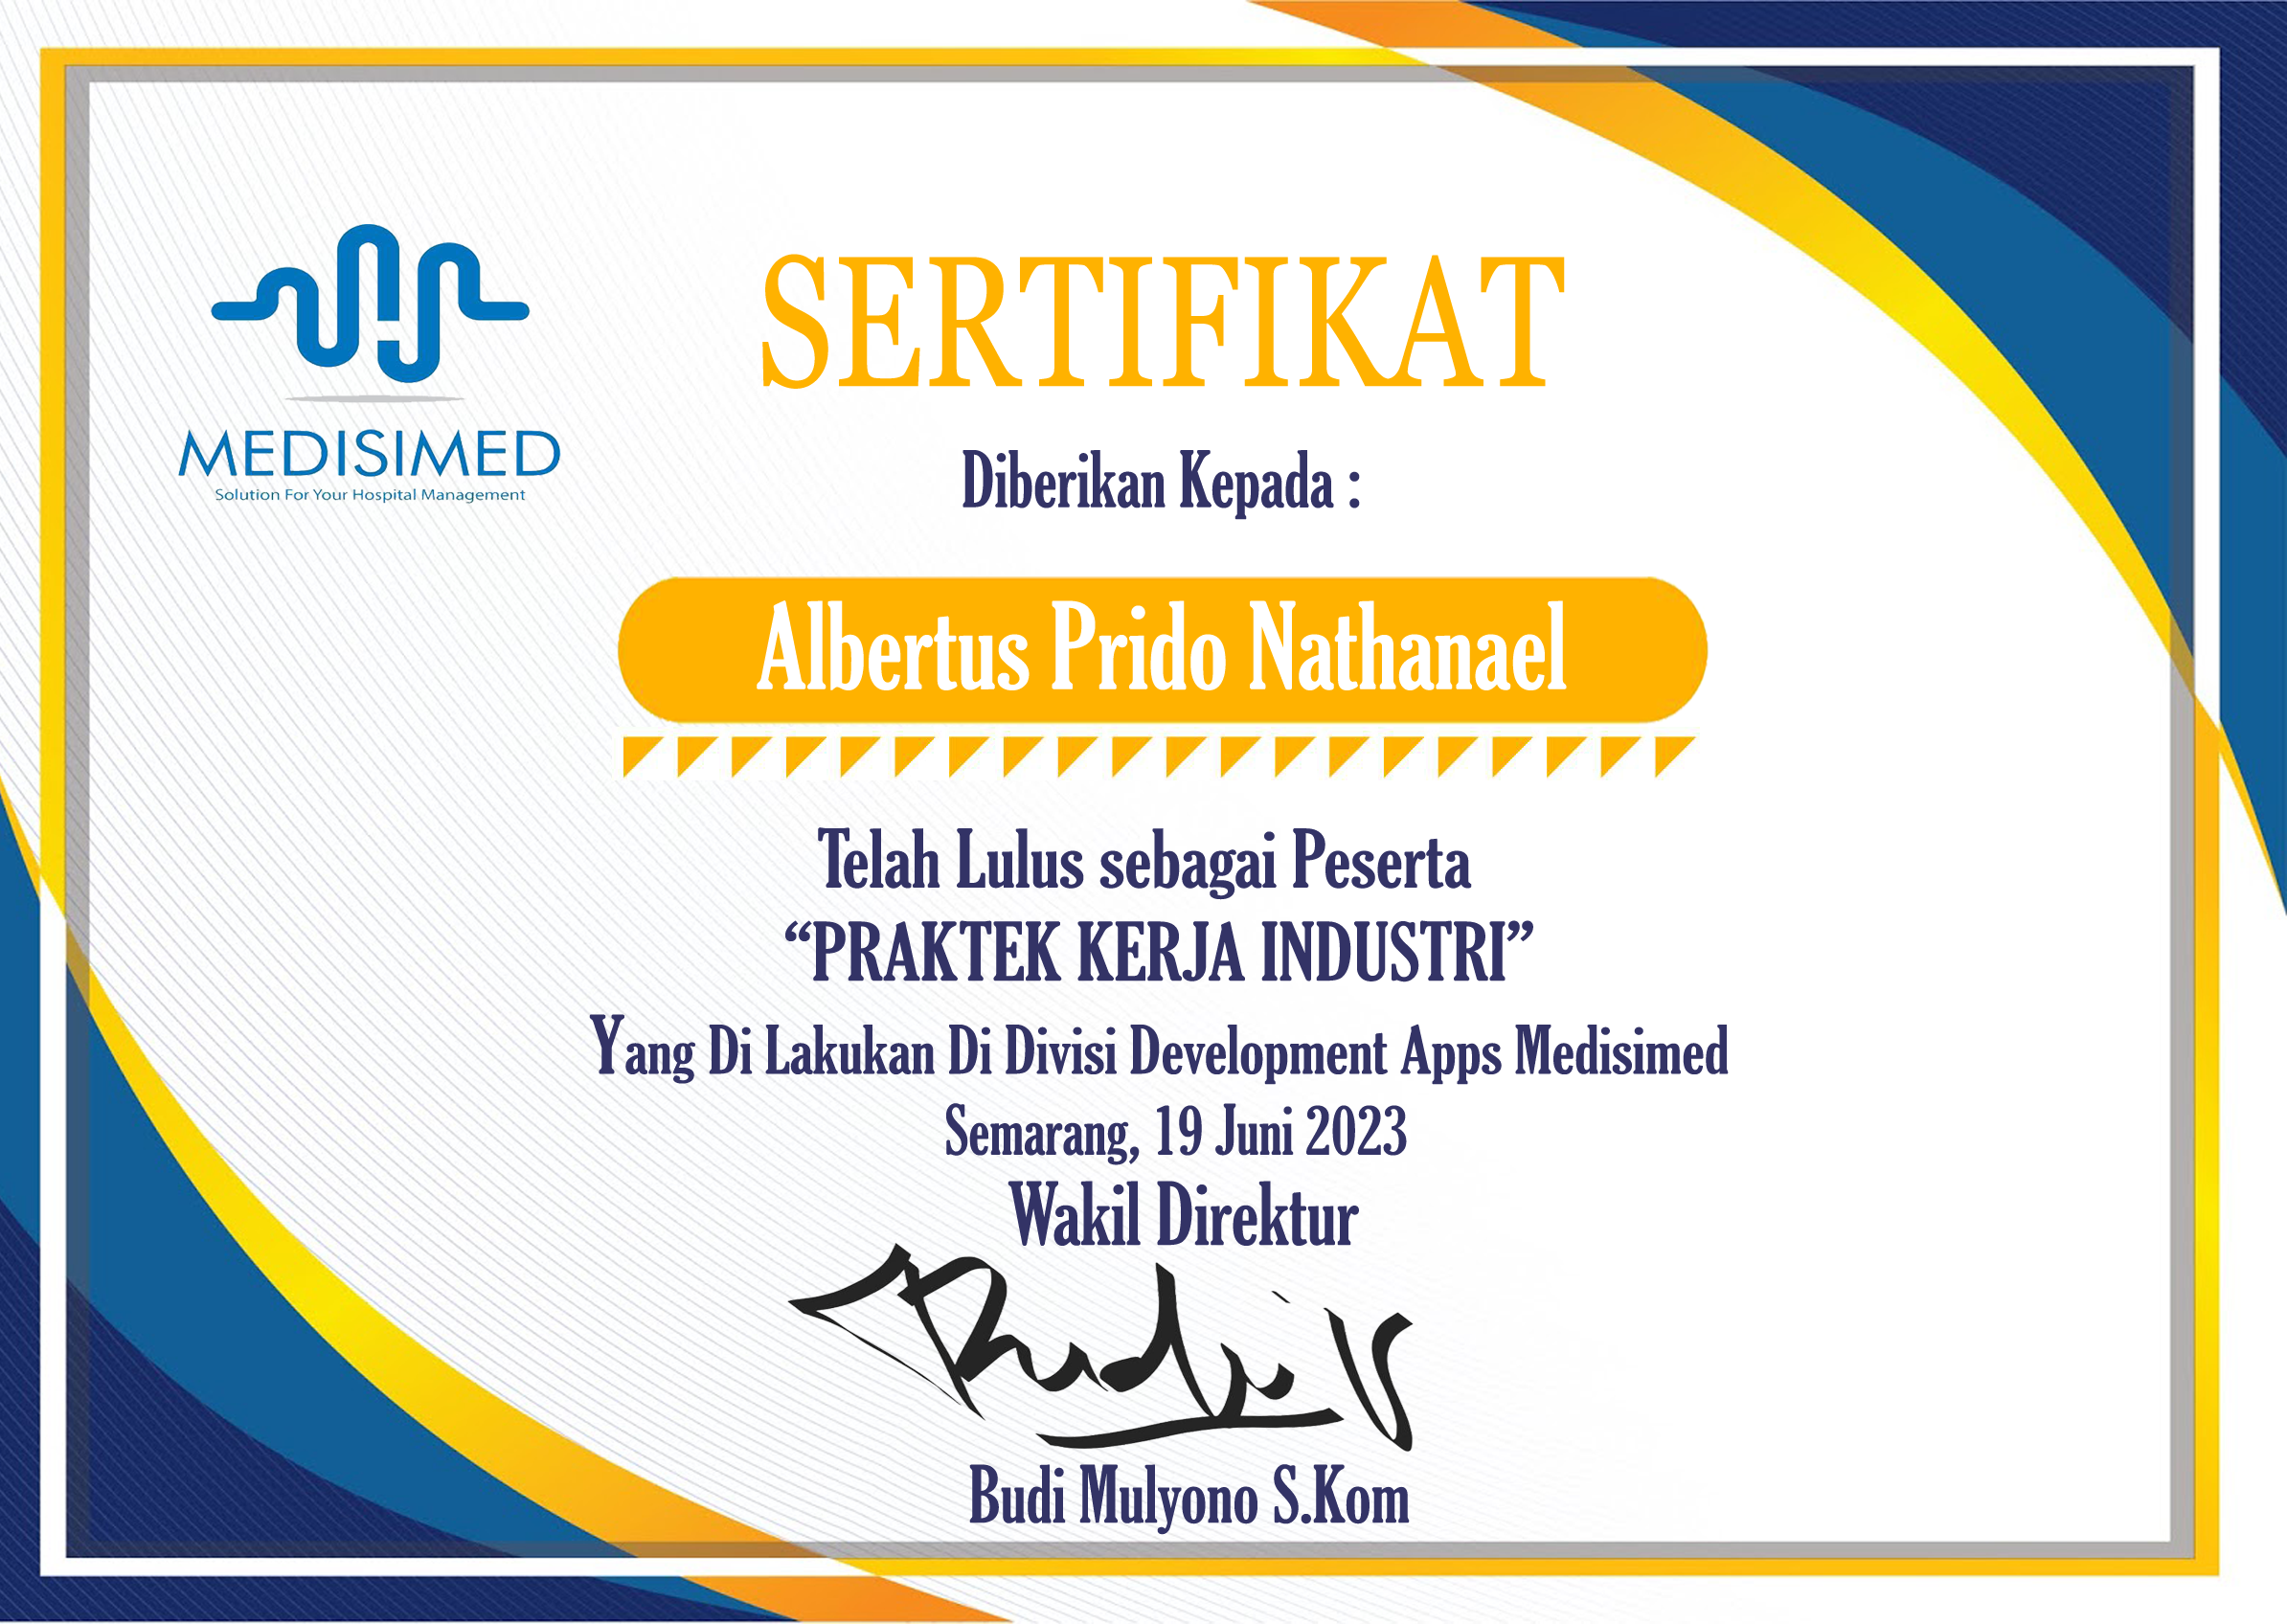 MEDISIMED
Solution For Your Hospital Management
SERTIFIKAT
Diberikan Kepada :
Albertus Prido Nathanael
Telah Lulus sebagai Peserta
“PRAKTEK KERJA INDUSTRI”
Yang Di Lakukan Di Divisi Development Apps Medisimed
Semarang, 19 Juni 2023
Wakil Direktur
Budi Mulyono S.Kom